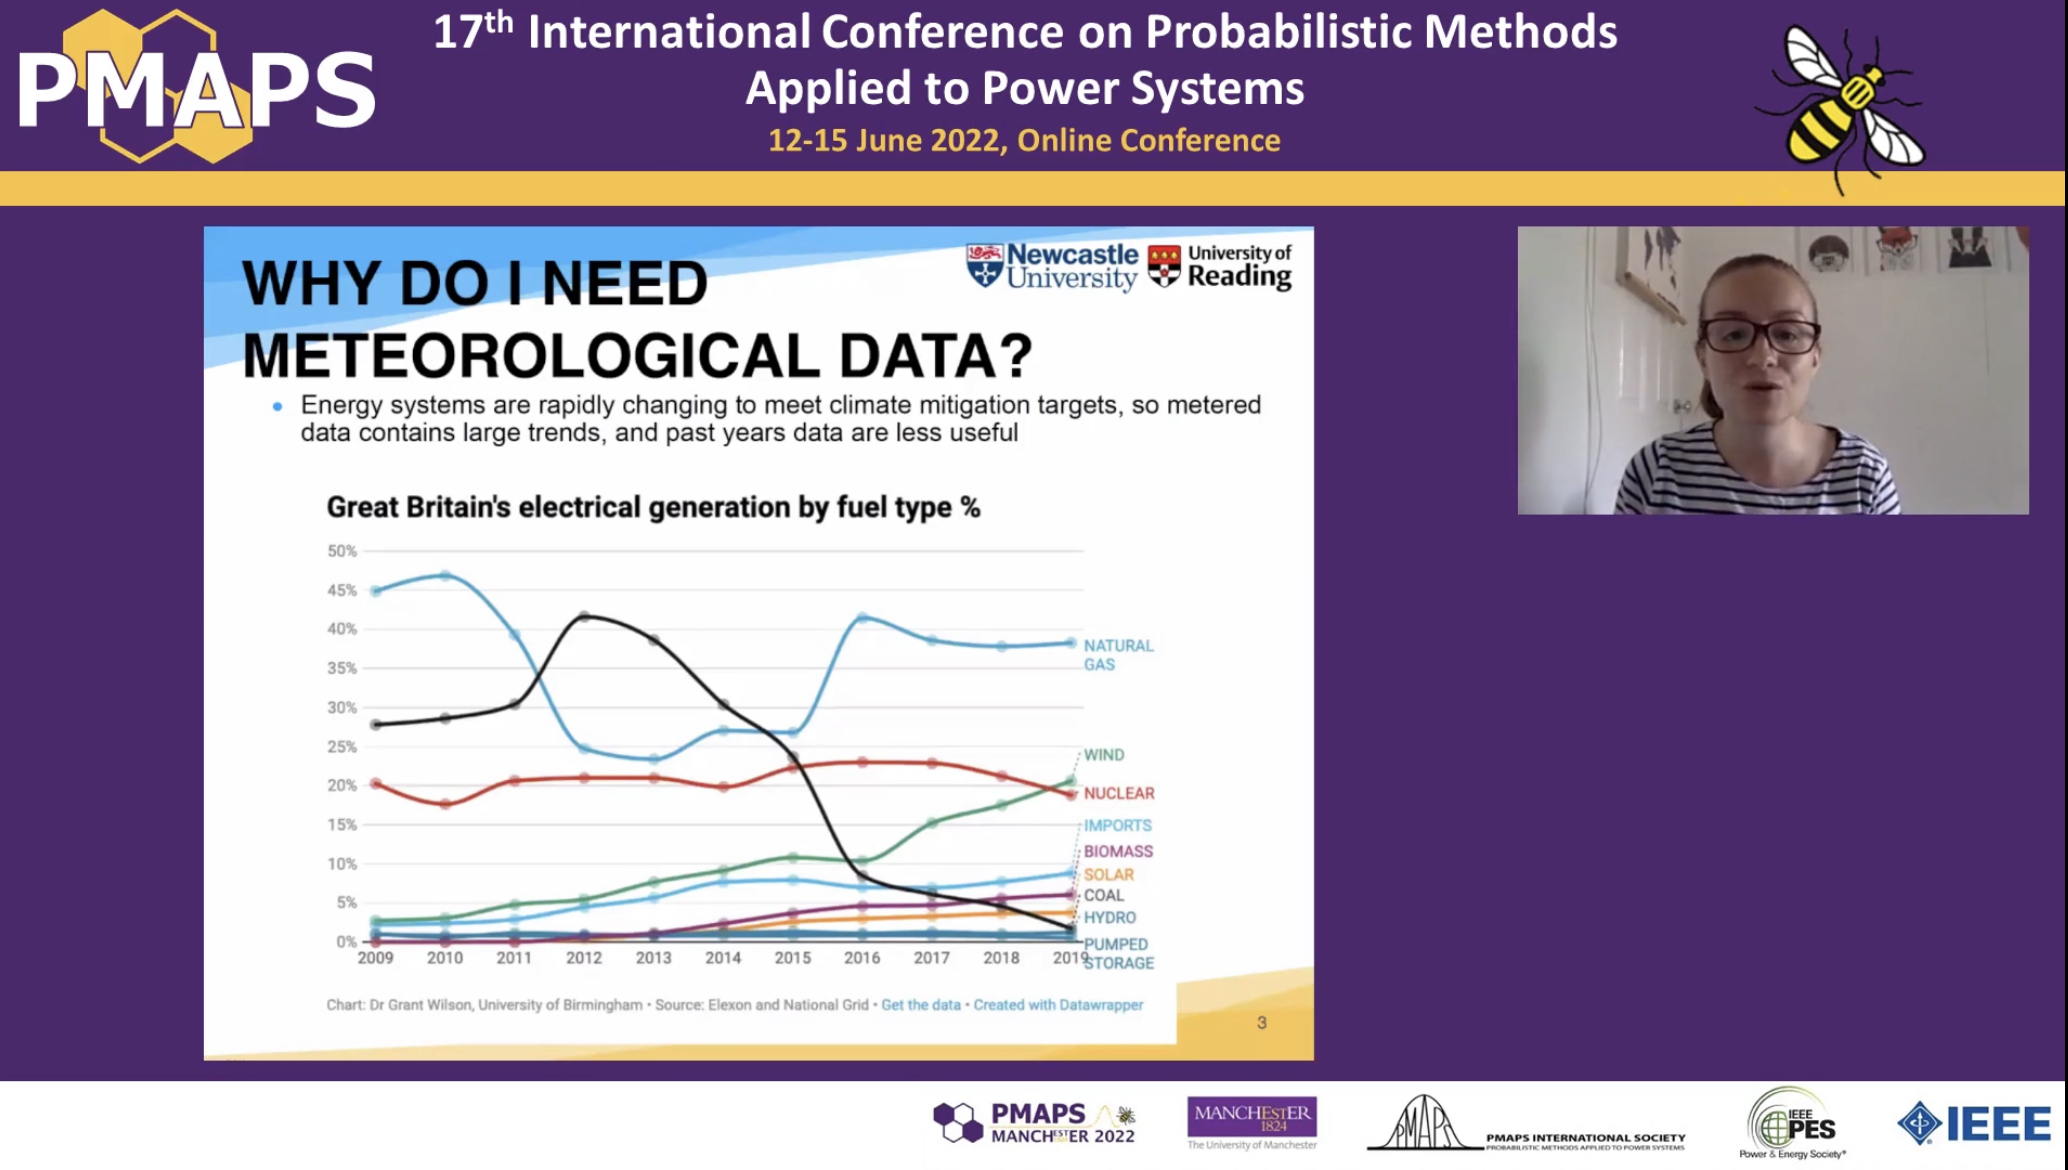 PMAPS
17th International Conference on Probabilistic Methods
Applied to Power Systems
12-15 June 2022, Online Conference
WHY DO I NEED
METEOROLOGICAL DATA?
Newcastle
University
University of
Reading
• Energy systems are rapidly changing to meet climate mitigation targets, so metered
data contains large trends, and past years data are less useful
Great Britain's electrical generation by fuel type %
50%
45%
40%
35%
30%
25%
20%
15%
10%
5%
0%
NATURAL
GAS
WIND
NUCLEAR
IMPORTS
BIOMASS
SOLAR
COAL
HYDRO
PUMPED
STORAGE
2009 2010 2011 2012 2013 2014 2015 2016 2017 2018 2019
Chart: Dr Grant Wilson, University of Birmingham • Source: Elexon and National Grid • Get the data • Created with Datawrapper
3
PMAPS
MANCHESTER 2022
MANCHESTER
1824
The University of Manchester
PMAPS
PMAPS INTERNATIONAL SOCIETY
PROBABILISTIC METHODS APPLIED TO POWER SYSTEMS
IEEE
PES
Power & Energy Society®
IEEE